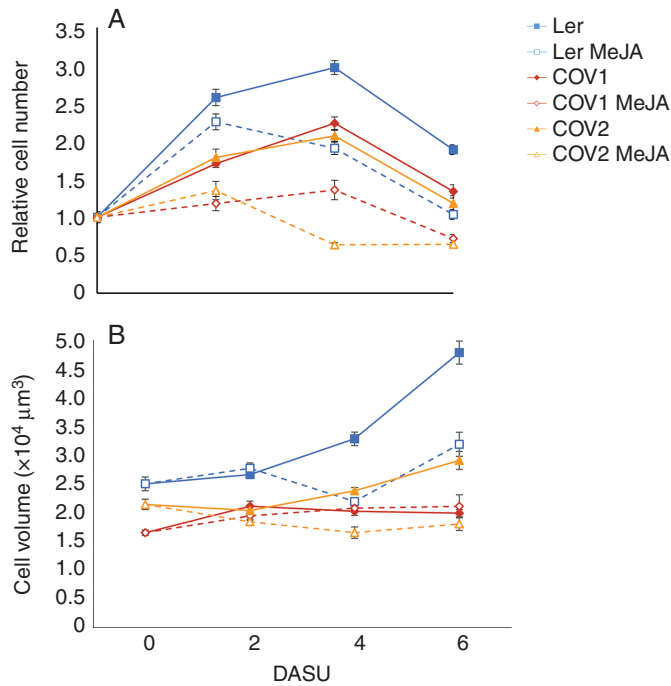 A
3.5
3.0
2.5
2.0
1.5
1.0
0.5
0
Relative cell number
Ler
Ler MeJA
COV1
COV1 MeJA
COV2
COV2 MeJA
B
5.0
4.5
4.0
3.5
3.0
2.5
2.0
1.5
1.0
0.5
0
Cell volume (×10⁴ μm³)
0 2 4 6
DASU